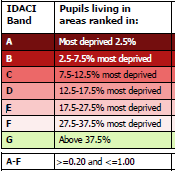 IDACI Band Pupils living in areas ranked in:
A Most deprived 2.5%
B 2.5-7.5% most deprived
C 7.5-12.5% most deprived
D 12.5-17.5% most deprived
E 17.5-27.5% most deprived
F 27.5-37.5% most deprived
G Above 37.5%
A-F >=0.20 and <=1.00